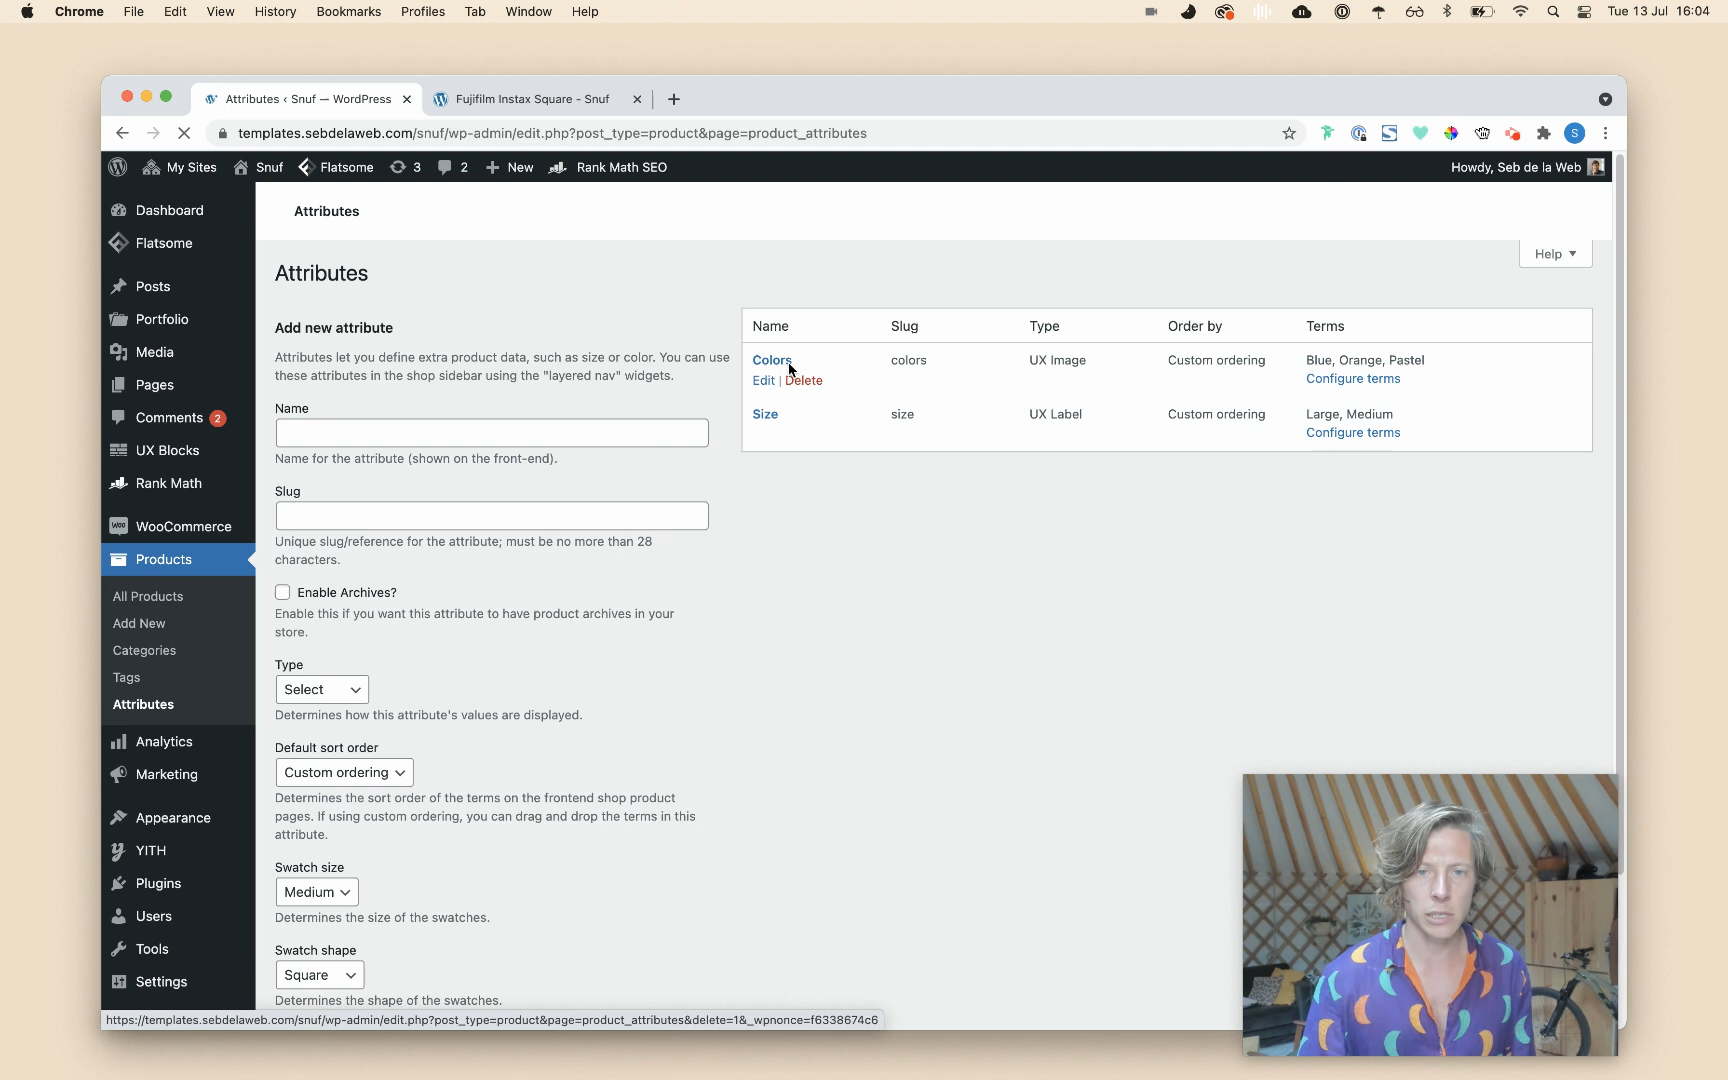 Chrome File Edit View History Bookmarks Profiles Tab Window Help Tue 13 Jul 16:04
Attributes ‹ Snuf — WordPress Fujifilm Instax Square - Snuf
templates.sebdelaweb.com/snuf/wp-admin/edit.php?post_type=product&page=product_attributes
My Sites Snuf Flatsome 3 2 New Rank Math SEO Howdy, Seb de la Web
Dashboard
Flatsome
Posts
Portfolio
Media
Pages
Comments 2
UX Blocks
Rank Math
WooCommerce
Products
All Products
Add New
Categories
Tags
Attributes
Analytics
Marketing
Appearance
YITH
Plugins
Users
Tools
Settings
Attributes
Help
Attributes
Add new attribute
Attributes let you define extra product data, such as size or color. You can use
these attributes in the shop sidebar using the "layered nav" widgets.
Name
Name for the attribute (shown on the front-end).
Slug
Unique slug/reference for the attribute; must be no more than 28
characters.
Enable Archives?
Enable this if you want this attribute to have product archives in your
store.
Type
Select
Determines how this attribute's values are displayed.
Default sort order
Custom ordering
Determines the sort order of the terms on the frontend shop product
pages. If using custom ordering, you can drag and drop the terms in this
attribute.
Swatch size
Medium
Determines the size of the swatches.
Swatch shape
Square
Determines the shape of the swatches.
Name Slug Type Order by Terms
Colors colors UX Image Custom ordering Blue, Orange, Pastel
Edit | Delete Configure terms
Size size UX Label Custom ordering Large, Medium
Configure terms
https://templates.sebdelaweb.com/snuf/wp-admin/edit.php?post_type=product&page=product_attributes&delete=1&_wpnonce=f6338674c6